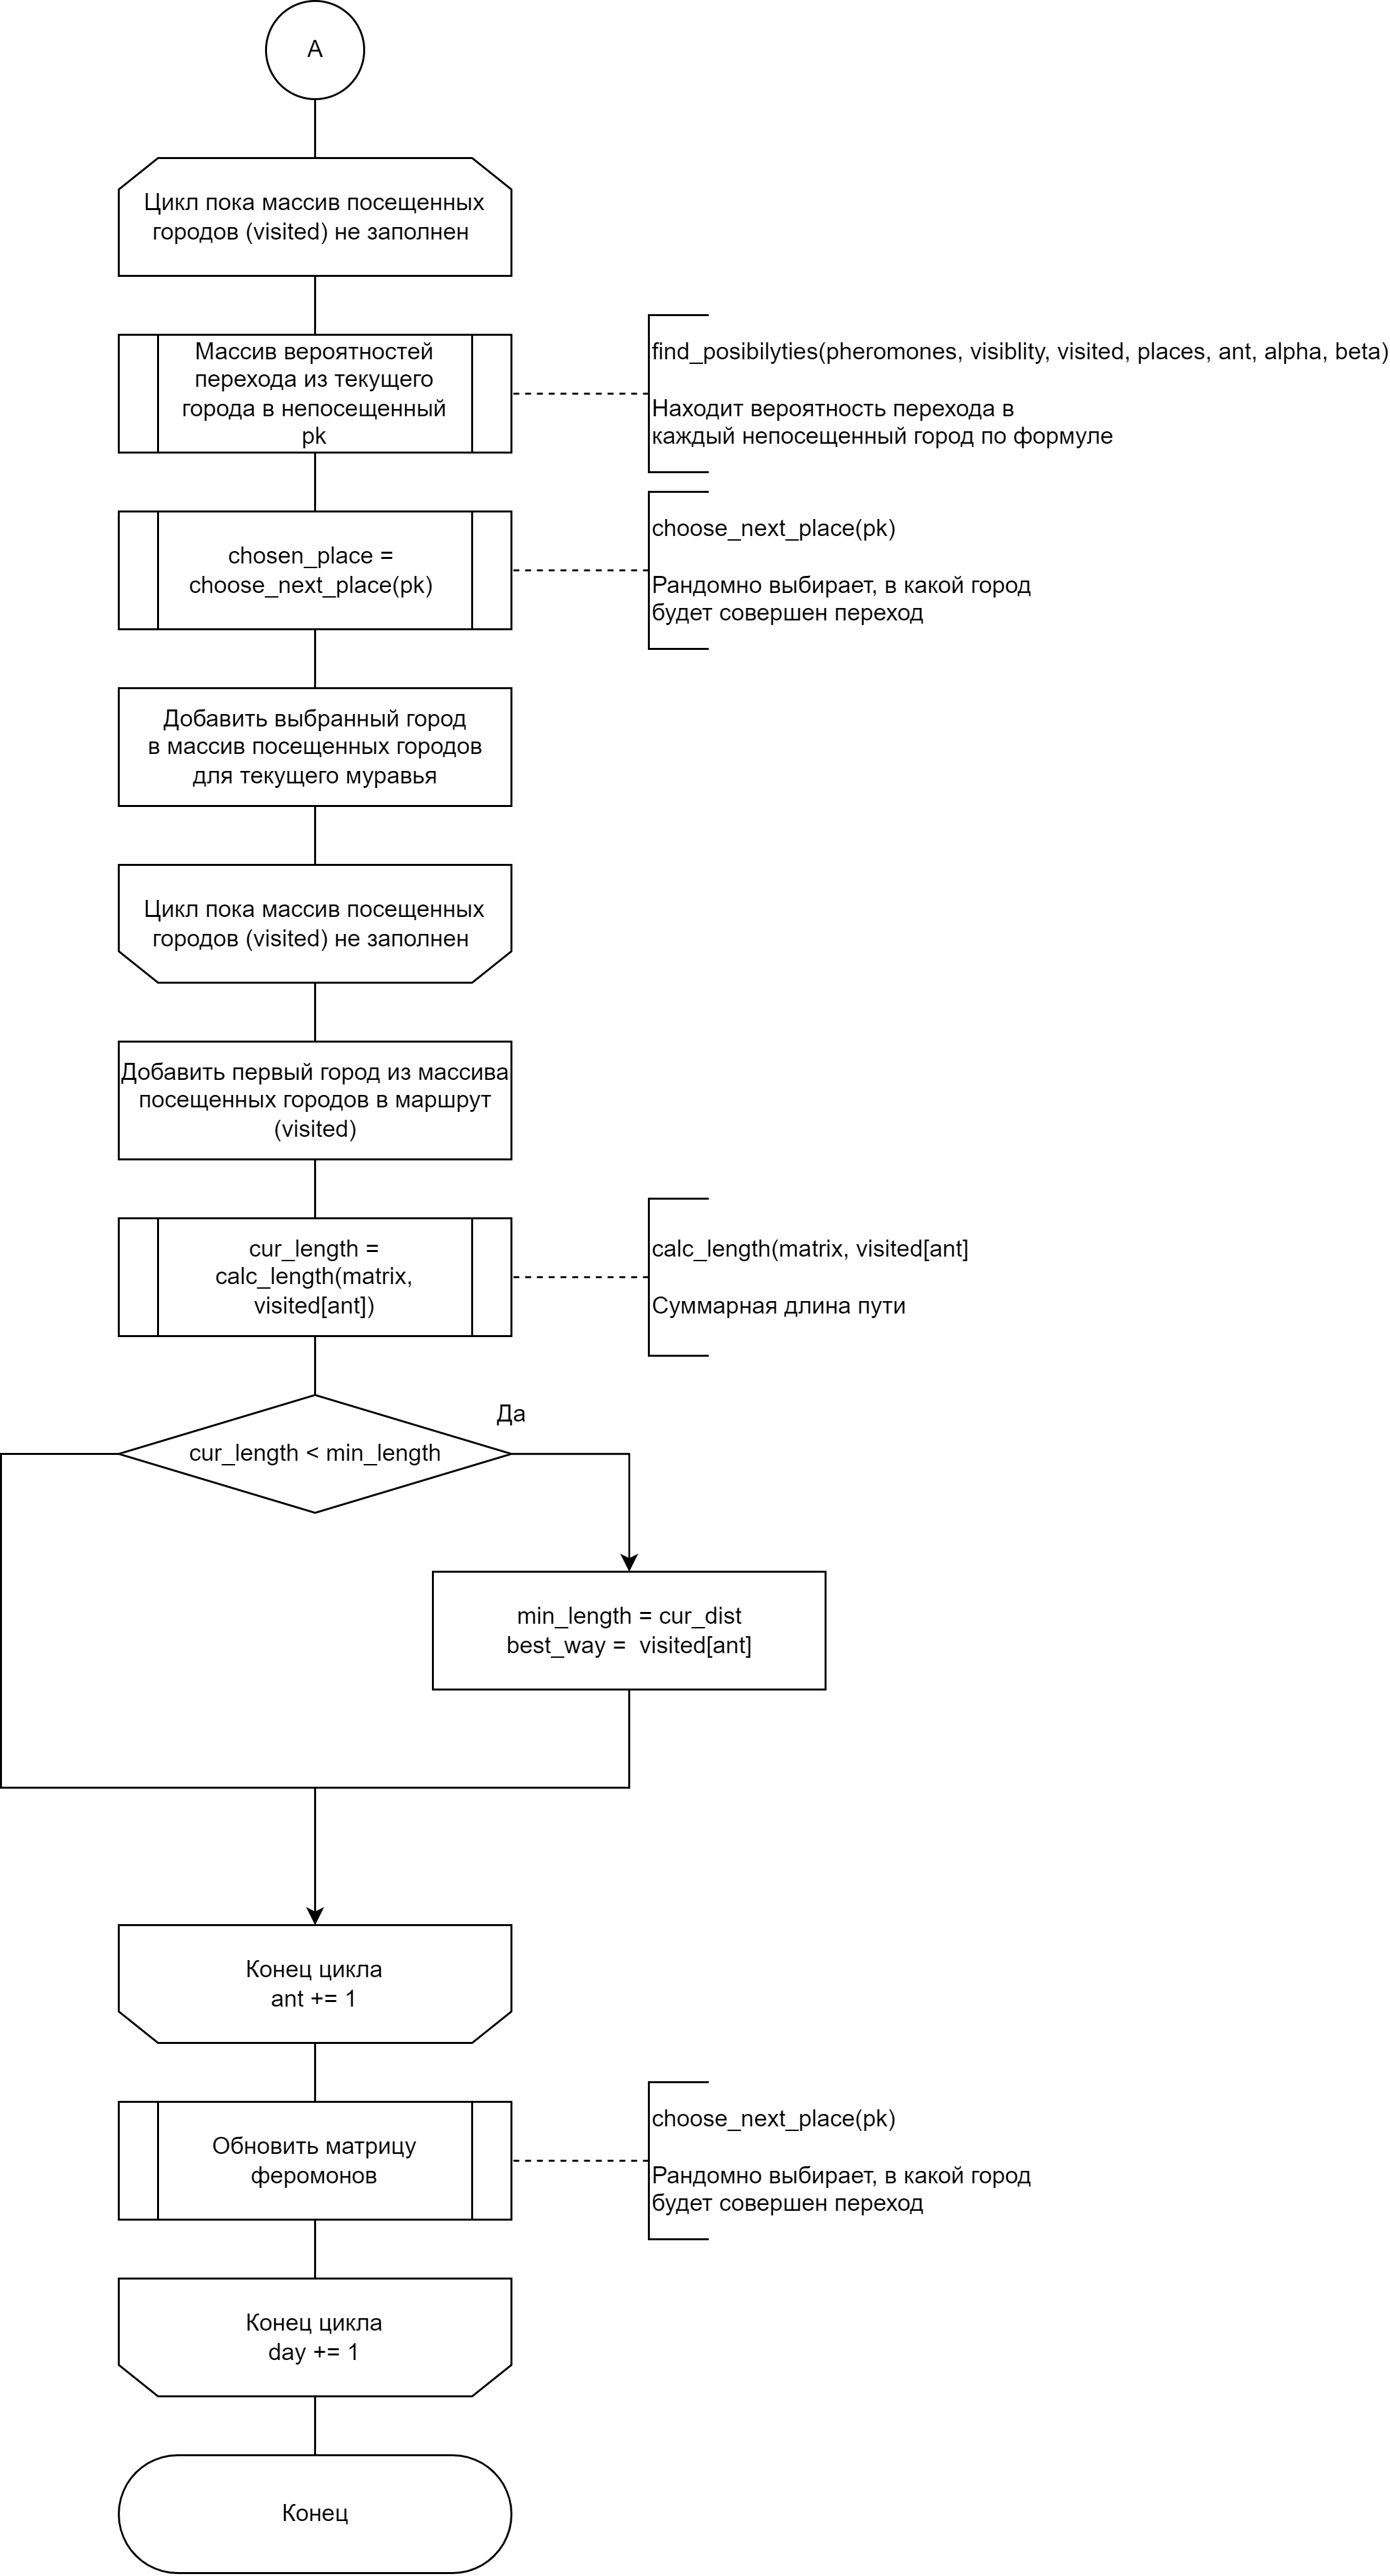 A
Цикл пока массив посещенных
городов (visited) не заполнен
Массив вероятностей
перехода из текущего
города в непосещенный
pk
find_posibilyties(pheromones, visiblity, visited, places, ant, alpha, beta)
Находит вероятность перехода в
каждый непосещенный город по формуле
chosen_place =
choose_next_place(pk)
choose_next_place(pk)
Рандомно выбирает, в какой город
будет совершен переход
Добавить выбранный город
в массив посещенных городов
для текущего муравья
Цикл пока массив посещенных
городов (visited) не заполнен
Добавить первый город из массива
посещенных городов в маршрут
(visited)
cur_length =
calc_length(matrix,
visited[ant])
calc_length(matrix, visited[ant]
Суммарная длина пути
Да
cur_length < min_length
min_length = cur_dist
best_way =  visited[ant]
Конец цикла
ant += 1
Обновить матрицу
феромонов
choose_next_place(pk)
Рандомно выбирает, в какой город
будет совершен переход
Конец цикла
day += 1
Конец